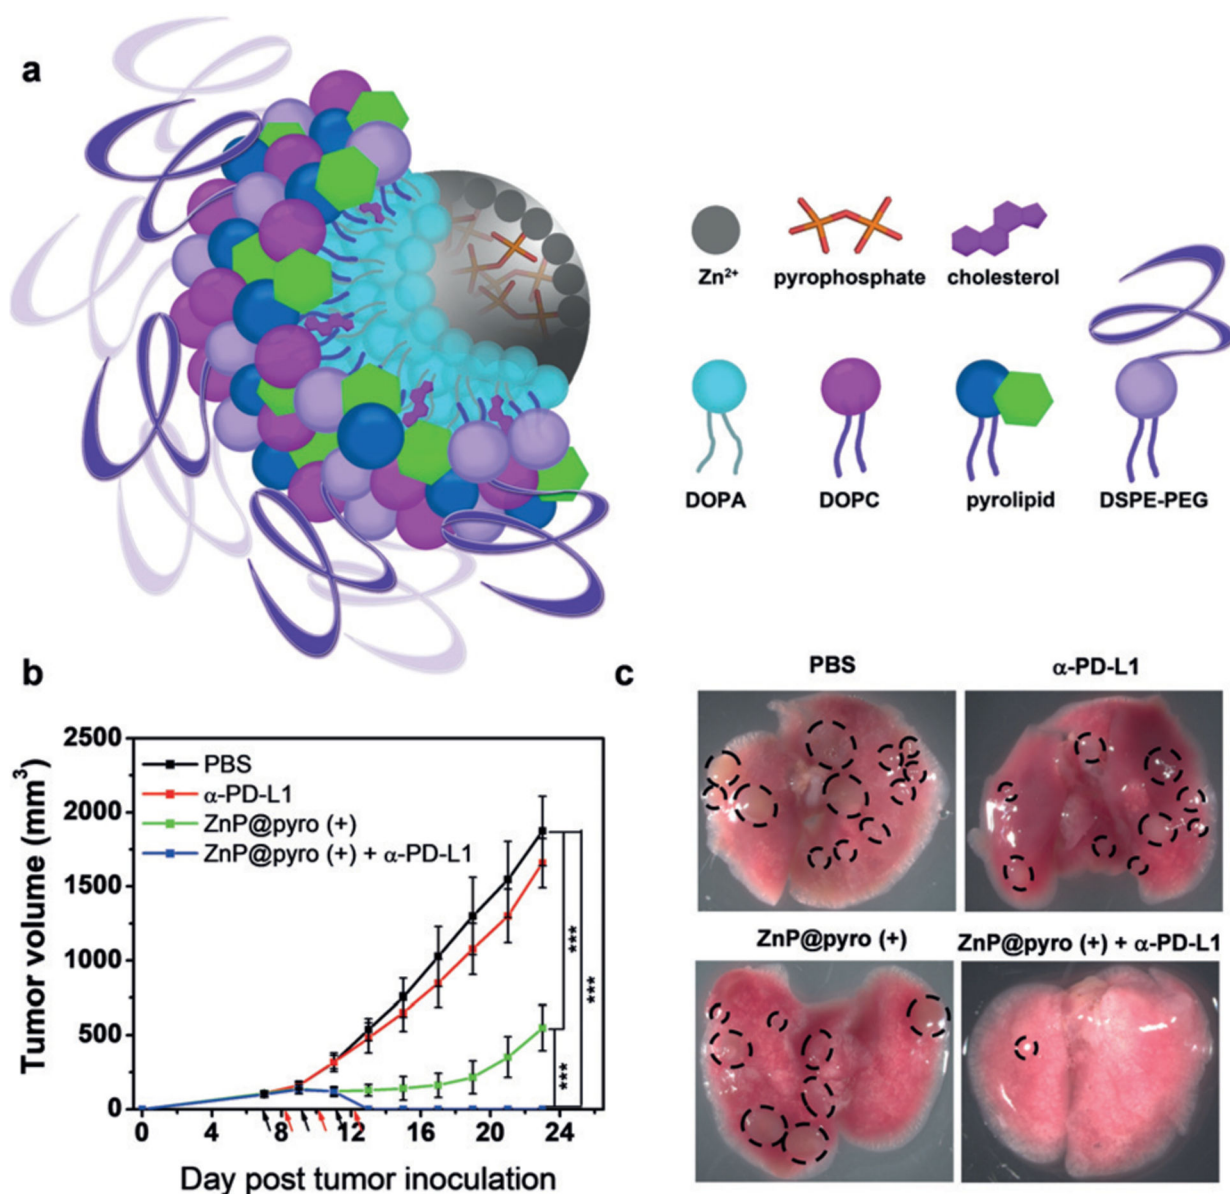 a
Zn²⁺ pyrophosphate cholesterol
DOPA DOPC pyrolipid DSPE-PEG
b
Tumor volume (mm³)
2500
2000
1500
1000
500
0
PBS
α-PD-L1
ZnP@pyro (+)
ZnP@pyro (+) + α-PD-L1
***
***
***
0 4 8 12 16 20 24
Day post tumor inoculation
c
PBS α-PD-L1
ZnP@pyro (+) ZnP@pyro (+) + α-PD-L1